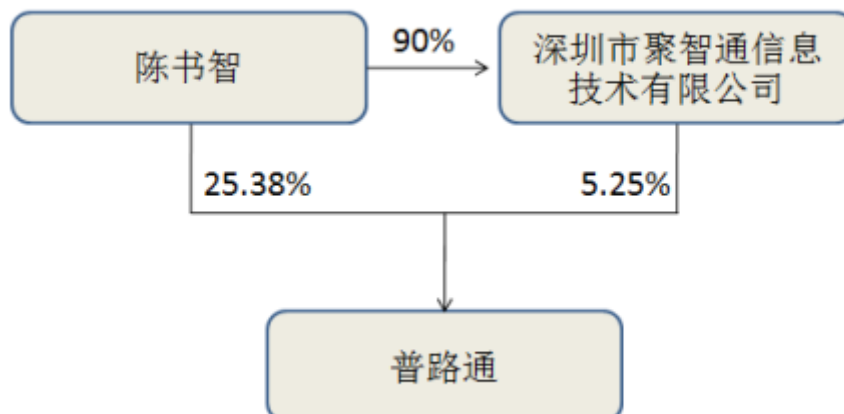 陈书智
90%
深圳市聚智通信息
技术有限公司
25.38%
5.25%
普路通